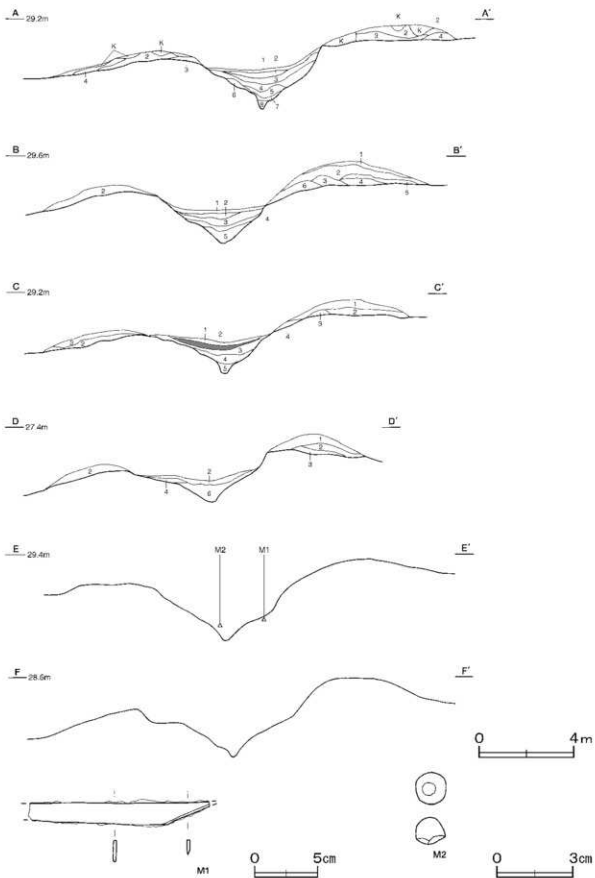 A A'
29.2m
K K K 2
1 2 K 3 2 K 4
2 3 3
4 6 4
5
8 7
B B'
29.6m
1
2
2 1 2 6 3 4 5
3 4
5
C C'
29.2m
1
1 2 2
2 2 3 3
4 4
5
D D'
27.4m
1
2 2 2
4 6 3
E M2 M1 E'
29.4m
F F'
28.6m
0 4m
M1 0 5cm M2 0 3cm